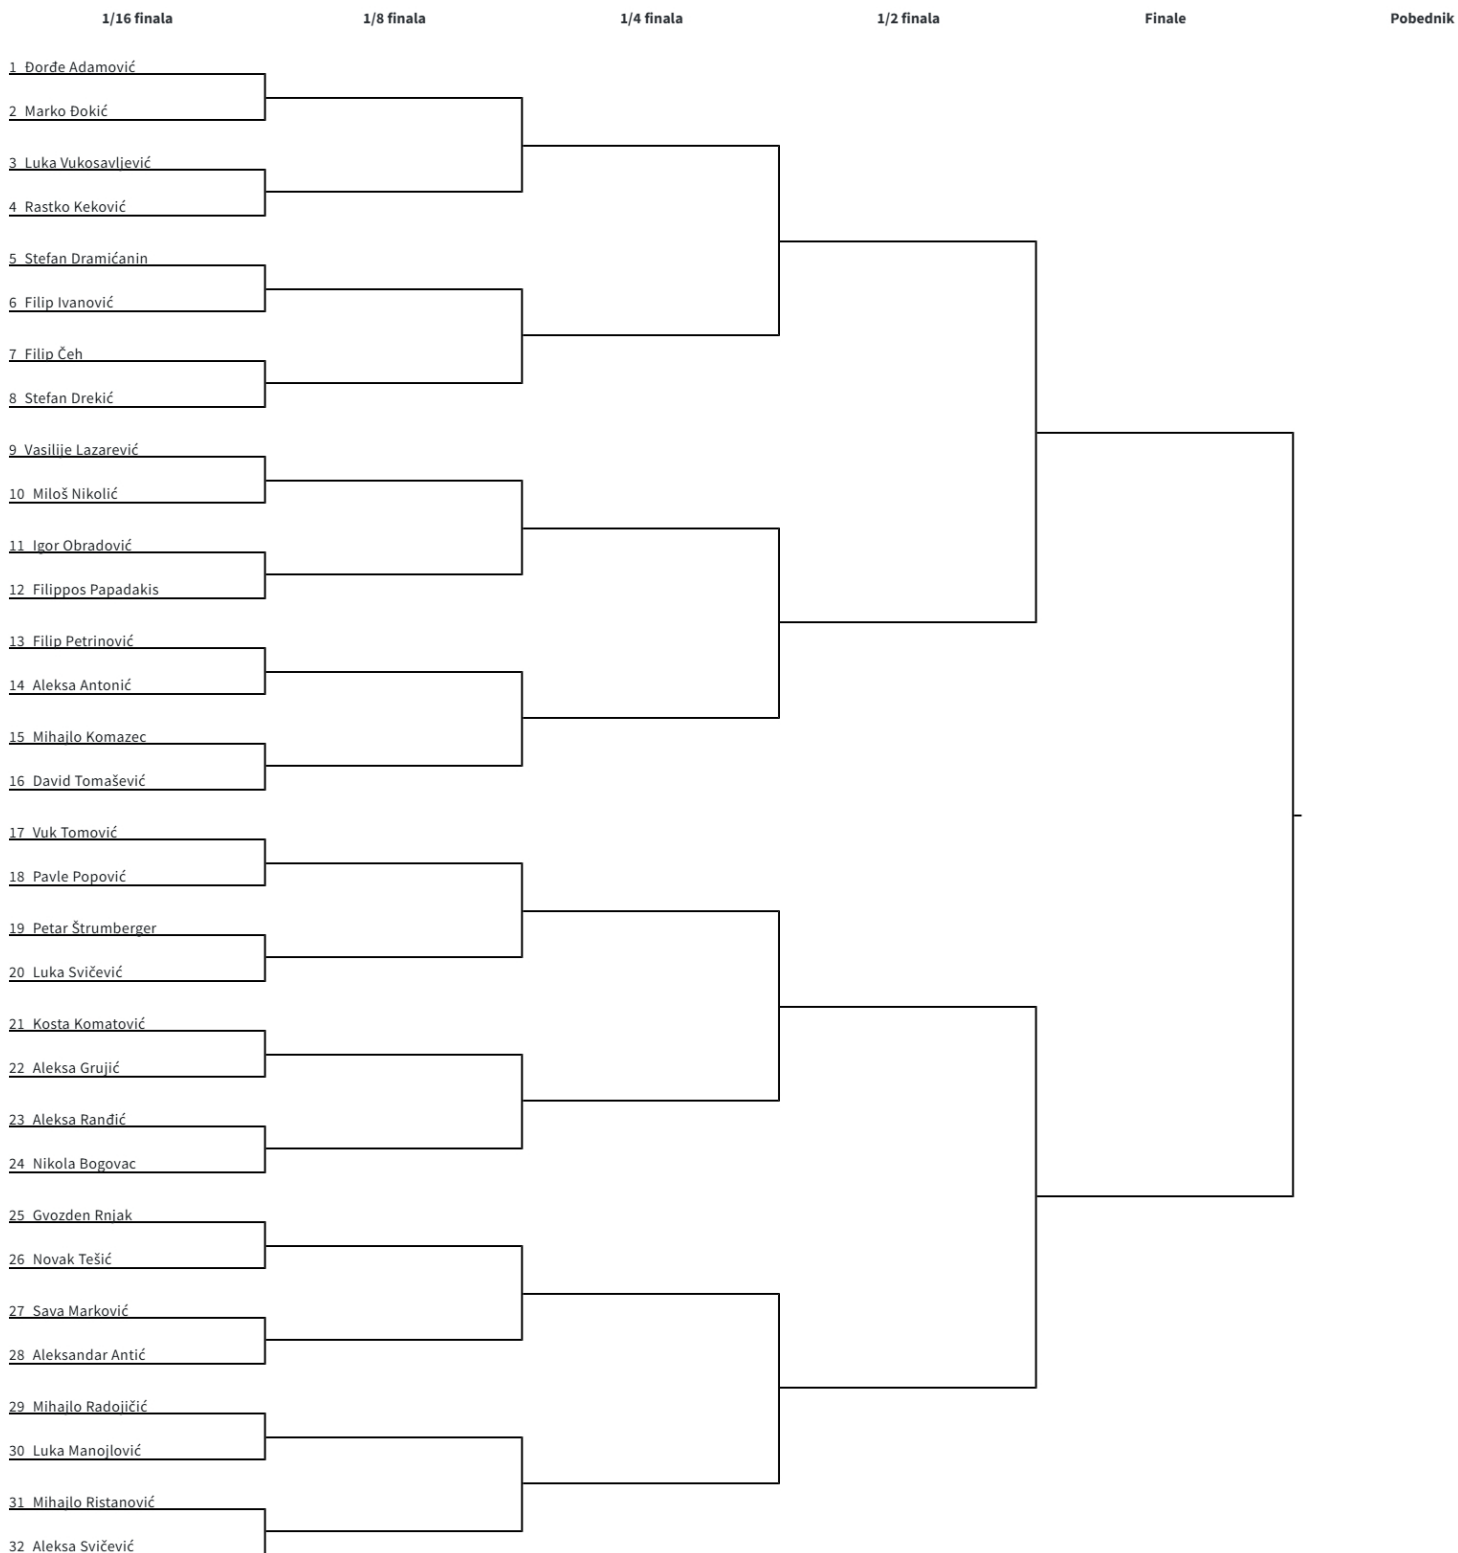 1/16 finala 1/8 finala 1/4 finala 1/2 finala Finale Pobednik
1 Đorđe Adamović
2 Marko Đokić
3 Luka Vukosavljević
4 Rastko Keković
5 Stefan Dramićanin
6 Filip Ivanović
7 Filip Čeh
8 Stefan Drekić
9 Vasilije Lazarević
10 Miloš Nikolić
11 Igor Obradović
12 Filippos Papadakis
13 Filip Petrinović
14 Aleksa Antonić
15 Mihajlo Komazec
16 David Tomašević
17 Vuk Tomović
18 Pavle Popović
19 Petar Štrumberger
20 Luka Svičević
21 Kosta Komatović
22 Aleksa Grujić
23 Aleksa Ranđić
24 Nikola Bogovac
25 Gvozden Rnjak
26 Novak Tešić
27 Sava Marković
28 Aleksandar Antić
29 Mihajlo Radojičić
30 Luka Manojlović
31 Mihajlo Ristanović
32 Aleksa Svičević